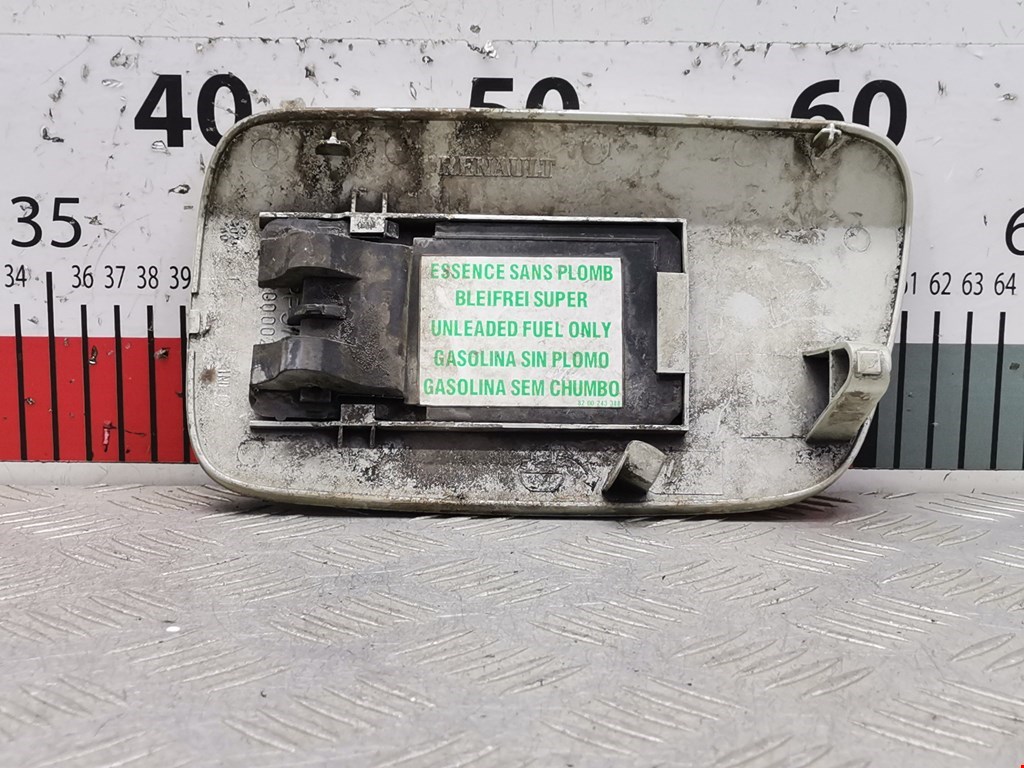 40 50 60
RENAULT
35 6
34 36 37 38 39 61 62 63 64
ESSENCE SANS PLOMB
BLEIFREI SUPER
UNLEADED FUEL ONLY
GASOLINA SIN PLOMO
GASOLINA SEM CHUMBO